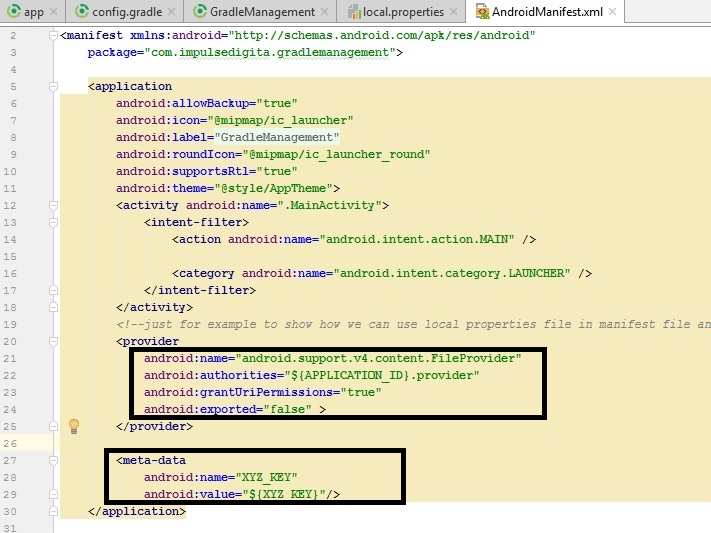 app
config.gradle
GradleManagement
local.properties
AndroidManifest.xml
2 <manifest xmlns:android="http://schemas.android.com/apk/res/android"
3 package="com.impulsedigita.gradlemanagement">
4
5 <application
6 android:allowBackup="true"
7 android:icon="@mipmap/ic_launcher"
8 android:label="GradleManagement"
9 android:roundIcon="@mipmap/ic_launcher_round"
10 android:supportsRtl="true"
11 android:theme="@style/AppTheme">
12 <activity android:name=".MainActivity">
13 <intent-filter>
14 <action android:name="android.intent.action.MAIN" />
15
16 <category android:name="android.intent.category.LAUNCHER" />
17 </intent-filter>
18 </activity>
19 <!--just for example to show how we can use local properties file in manifest file an
20 <provider
21 android:name="android.support.v4.content.FileProvider"
22 android:authorities="${APPLICATION_ID}.provider"
23 android:grantUriPermissions="true"
24 android:exported="false" >
25 </provider>
26
27 <meta-data
28 android:name="XYZ_KEY"
29 android:value="${XYZ_KEY}"/>
30 </application>
31